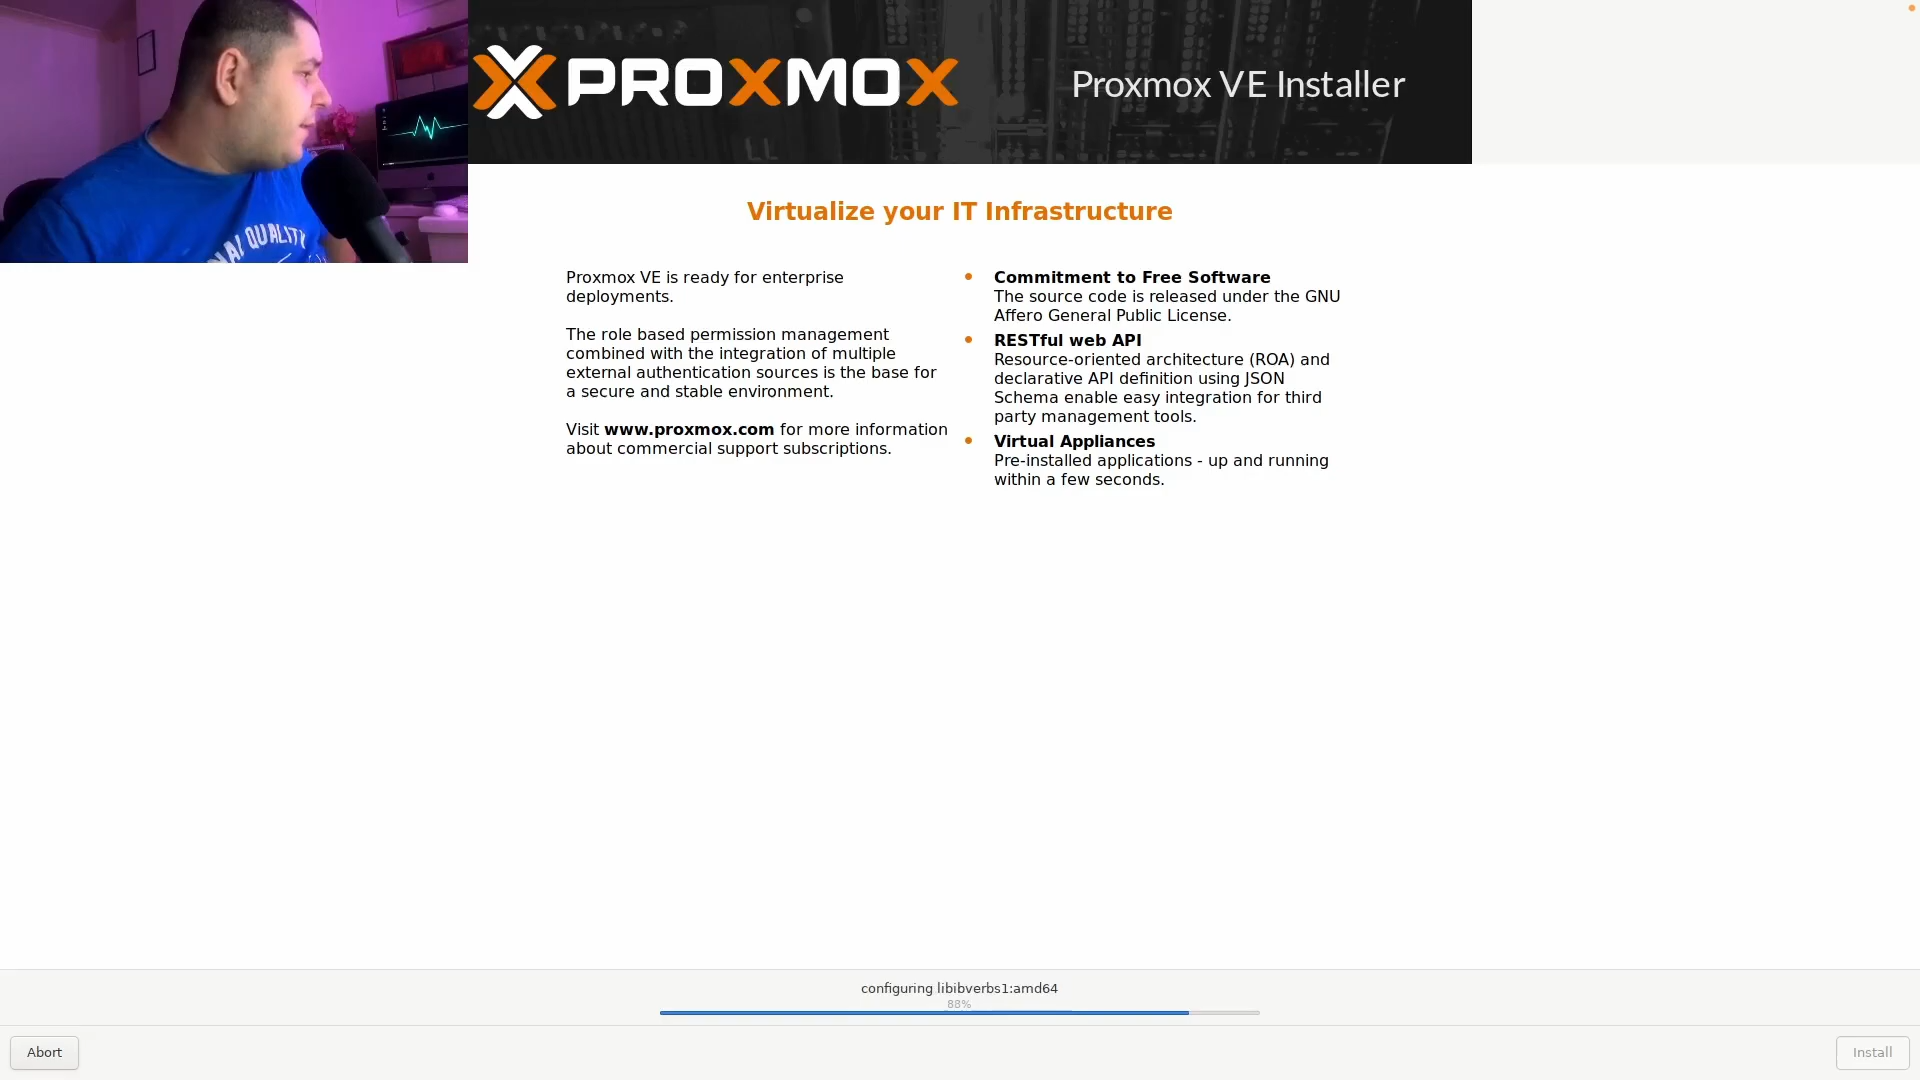 PROXMOX
Proxmox VE Installer
Virtualize your IT Infrastructure
Proxmox VE is ready for enterprise
deployments.
The role based permission management
combined with the integration of multiple
external authentication sources is the base for
a secure and stable environment.
Visit www.proxmox.com for more information
about commercial support subscriptions.
Commitment to Free Software
The source code is released under the GNU
Affero General Public License.
RESTful web API
Resource-oriented architecture (ROA) and
declarative API definition using JSON
Schema enable easy integration for third
party management tools.
Virtual Appliances
Pre-installed applications - up and running
within a few seconds.
configuring libibverbs1:amd64
88%
Abort
Install
QUALITY